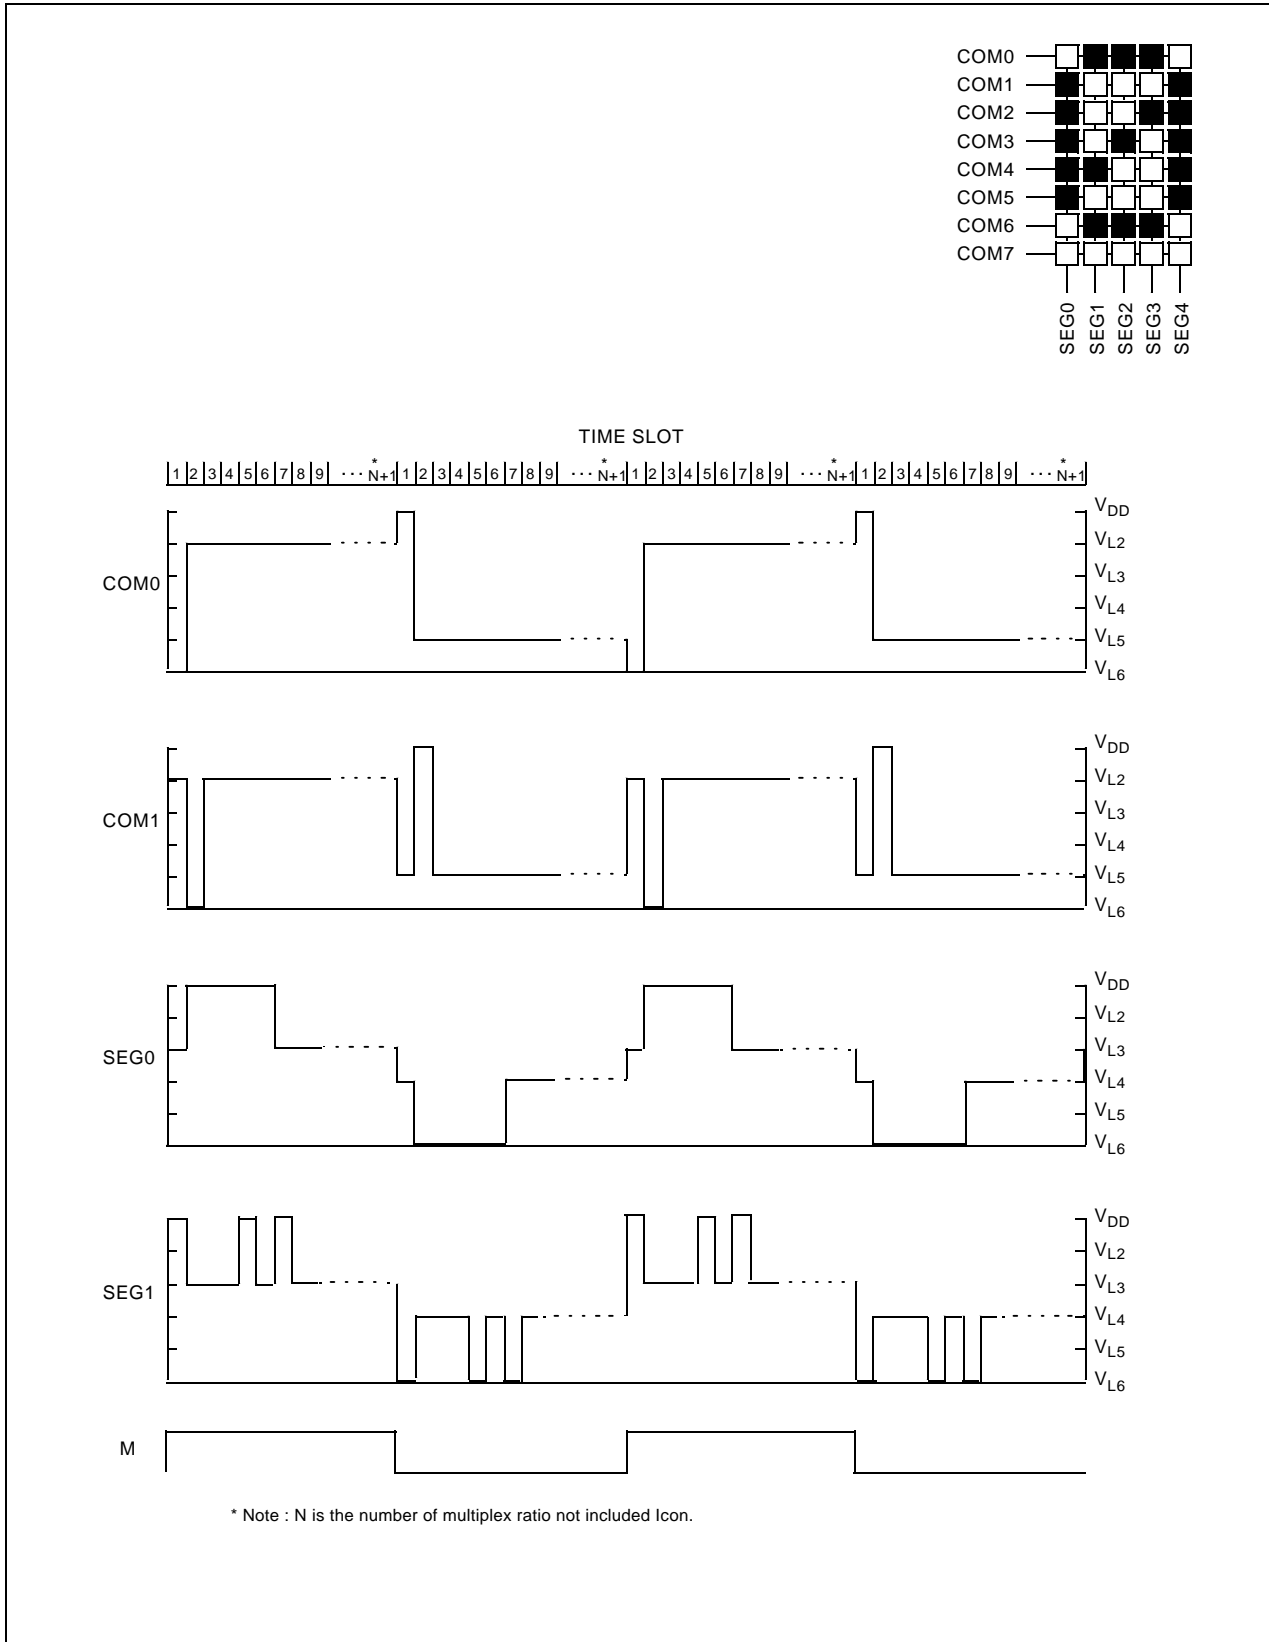 COM0
COM1
COM2
COM3
COM4
COM5
COM6
COM7
SEG0
SEG1
SEG2
SEG3
SEG4
TIME SLOT
1 2 3 4 5 6 7 8 9 ··· N+1* 1 2 3 4 5 6 7 8 9 ··· N+1* 1 2 3 4 5 6 7 8 9 ··· N+1* 1 2 3 4 5 6 7 8 9 ··· N+1*
COM0
VDD
VL2
VL3
VL4
VL5
VL6
COM1
VDD
VL2
VL3
VL4
VL5
VL6
SEG0
VDD
VL2
VL3
VL4
VL5
VL6
SEG1
VDD
VL2
VL3
VL4
VL5
VL6
M
* Note : N is the number of multiplex ratio not included Icon.